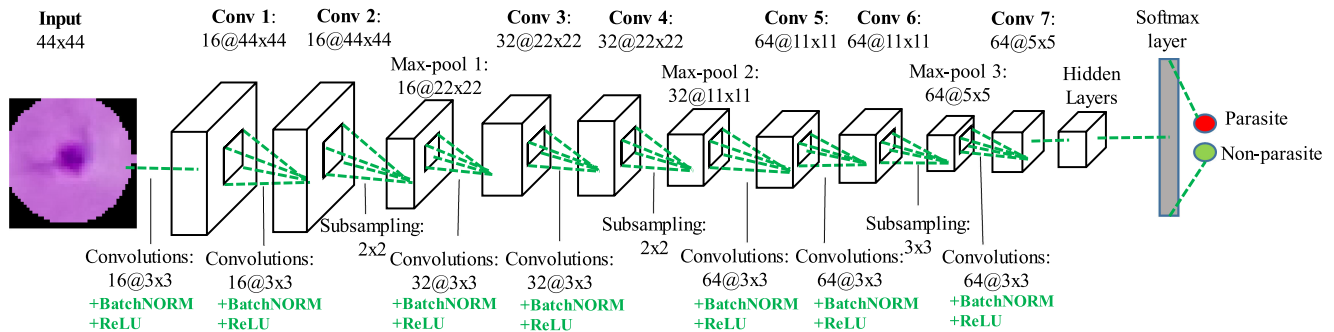 Input
44x44
Conv 1:
16@44x44
Conv 2:
16@44x44
Max-pool 1:
16@22x22
Conv 3:
32@22x22
Conv 4:
32@22x22
Max-pool 2:
32@11x11
Conv 5:
64@11x11
Conv 6:
64@11x11
Max-pool 3:
64@5x5
Conv 7:
64@5x5
Hidden
Layers
Softmax
layer
Parasite
Non-parasite
Convolutions:
16@3x3
+BatchNORM
+ReLU
Convolutions:
16@3x3
+BatchNORM
+ReLU
Subsampling:
2x2
Convolutions:
32@3x3
+BatchNORM
+ReLU
Convolutions:
32@3x3
+BatchNORM
+ReLU
Subsampling:
2x2
Convolutions:
64@3x3
+BatchNORM
+ReLU
Convolutions:
64@3x3
+BatchNORM
+ReLU
Subsampling:
3x3
Convolutions:
64@3x3
+BatchNORM
+ReLU